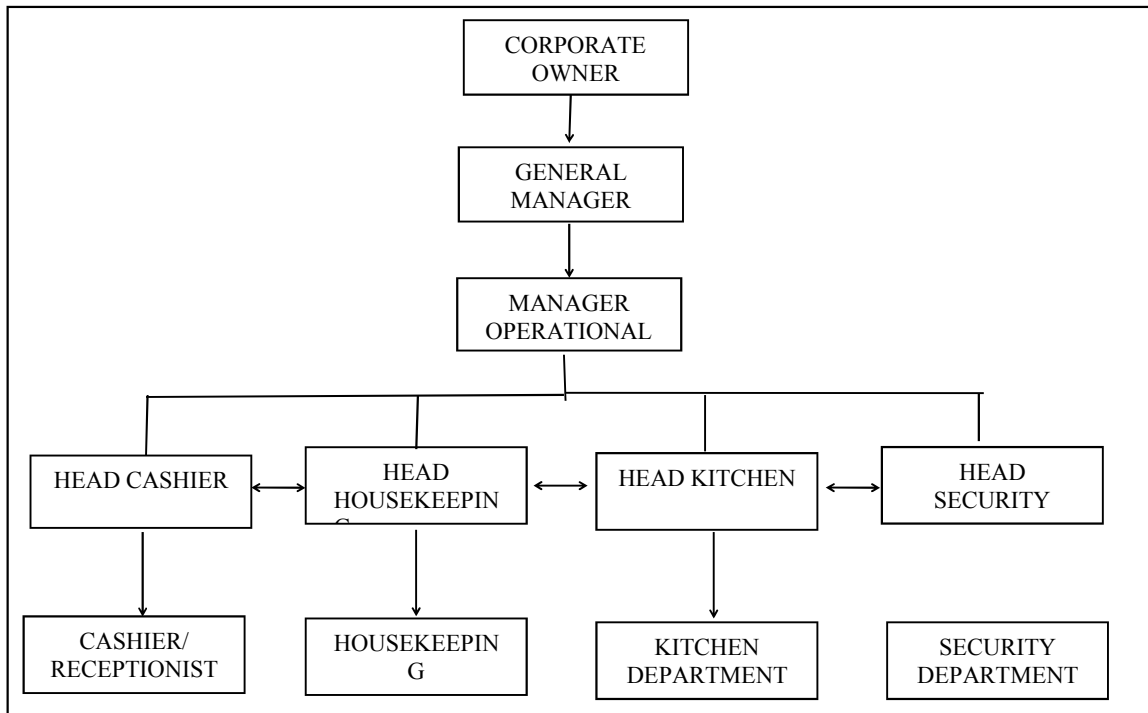 CORPORATE
OWNER
GENERAL
MANAGER
MANAGER
OPERATIONAL
HEAD CASHIER
HEAD
HOUSEKEEPIN
HEAD KITCHEN
HEAD
SECURITY
CASHIER/
RECEPTIONIST
HOUSEKEEPIN
G
KITCHEN
DEPARTMENT
SECURITY
DEPARTMENT